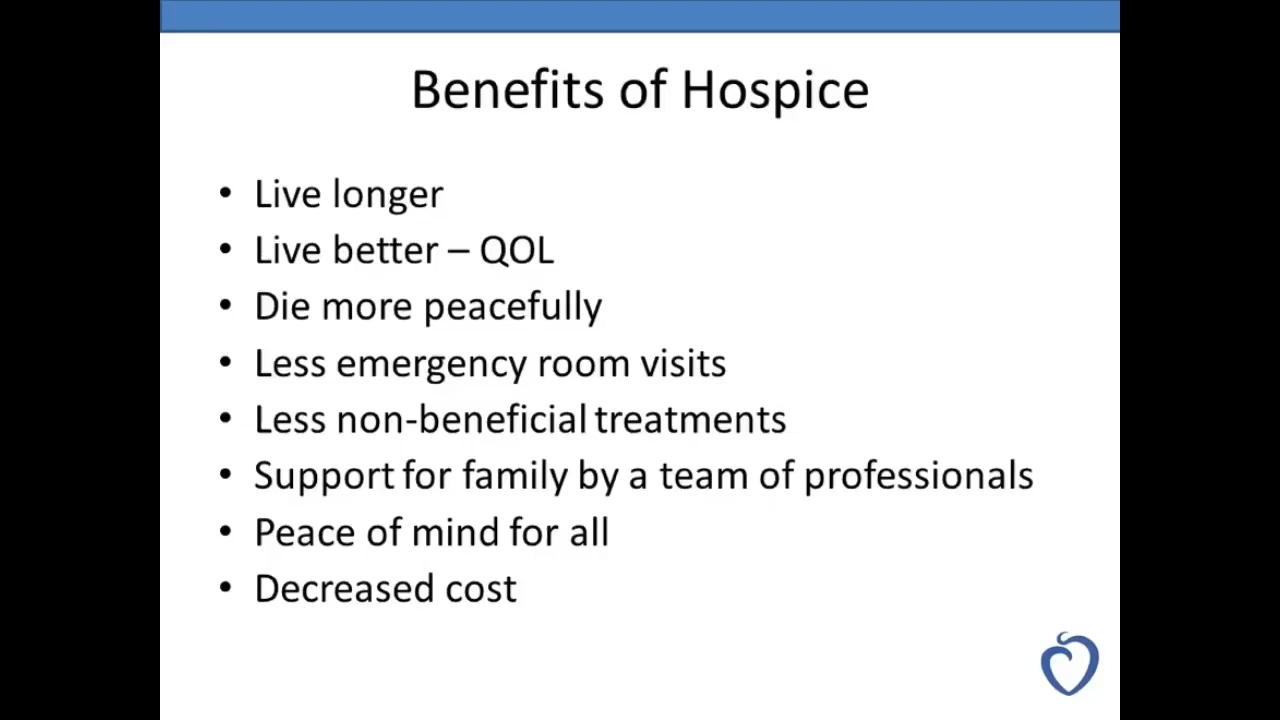 Benefits of Hospice
• Live longer
• Live better – QOL
• Die more peacefully
• Less emergency room visits
• Less non-beneficial treatments
• Support for family by a team of professionals
• Peace of mind for all
• Decreased cost